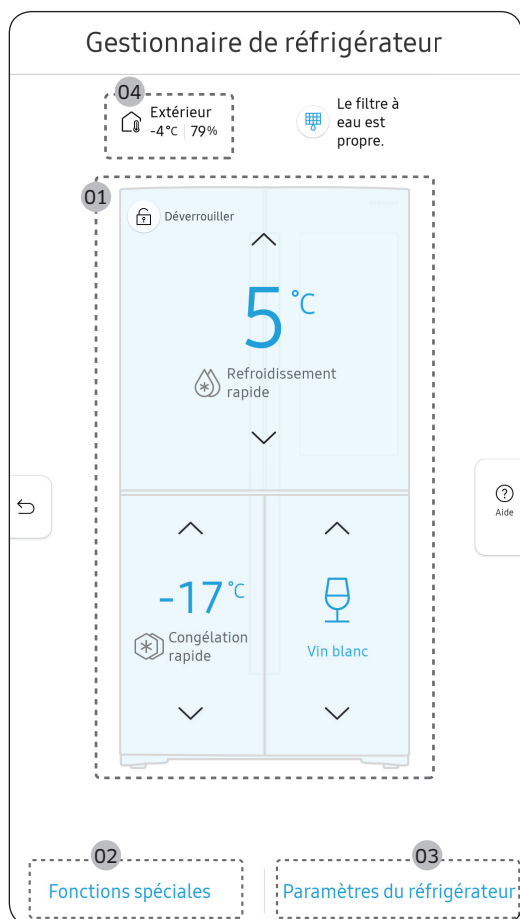 Gestionnaire de réfrigérateur
04
Extérieur
-4°C | 79%
Le filtre à
eau est
propre.
01
Déverrouiller
5 °C
Refroidissement
rapide
Aide
-17 °C
Congélation
rapide
Vin blanc
02
03
Fonctions spéciales
Paramètres du réfrigérateur